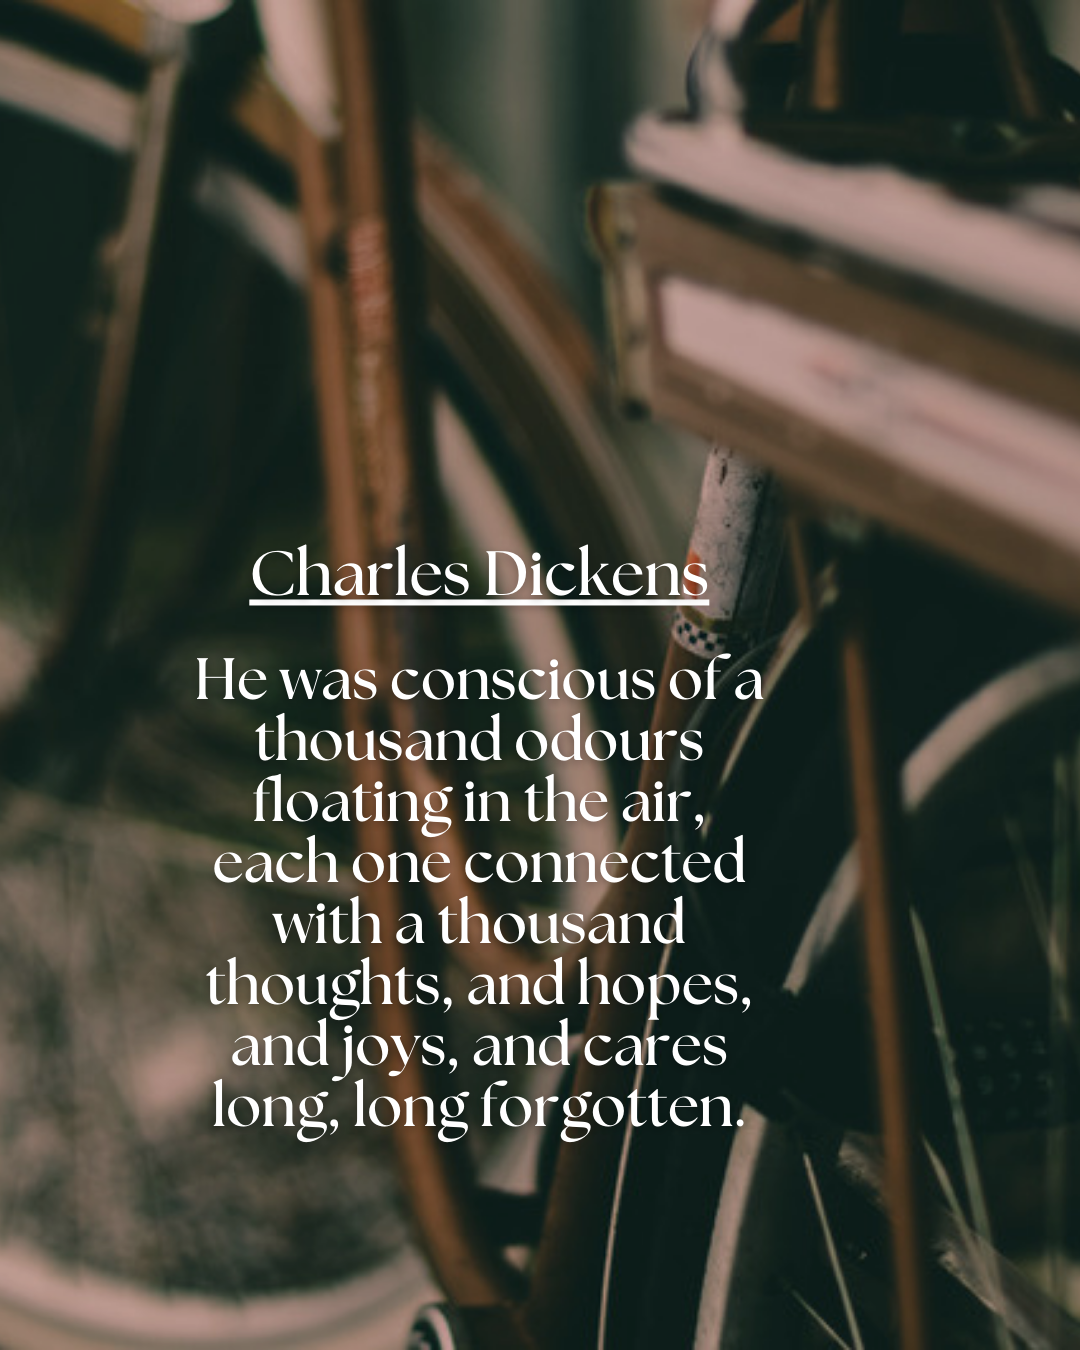 Charles Dickens
He was conscious of a
thousand odours
floating in the air,
each one connected
with a thousand
thoughts, and hopes,
and joys, and cares
long, long forgotten.